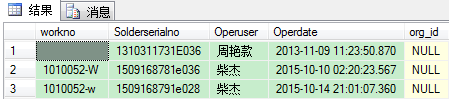 结果 消息
workno Solderserialno Operuser Operdate org_id
1 1310311731E036 周艳款 2013-11-09 11:23:50.870 NULL
2 1010052-W 1509168781e036 柴杰 2015-10-10 02:20:23.567 NULL
3 1010052-w 1509168781e028 柴杰 2015-10-14 21:01:07.360 NULL